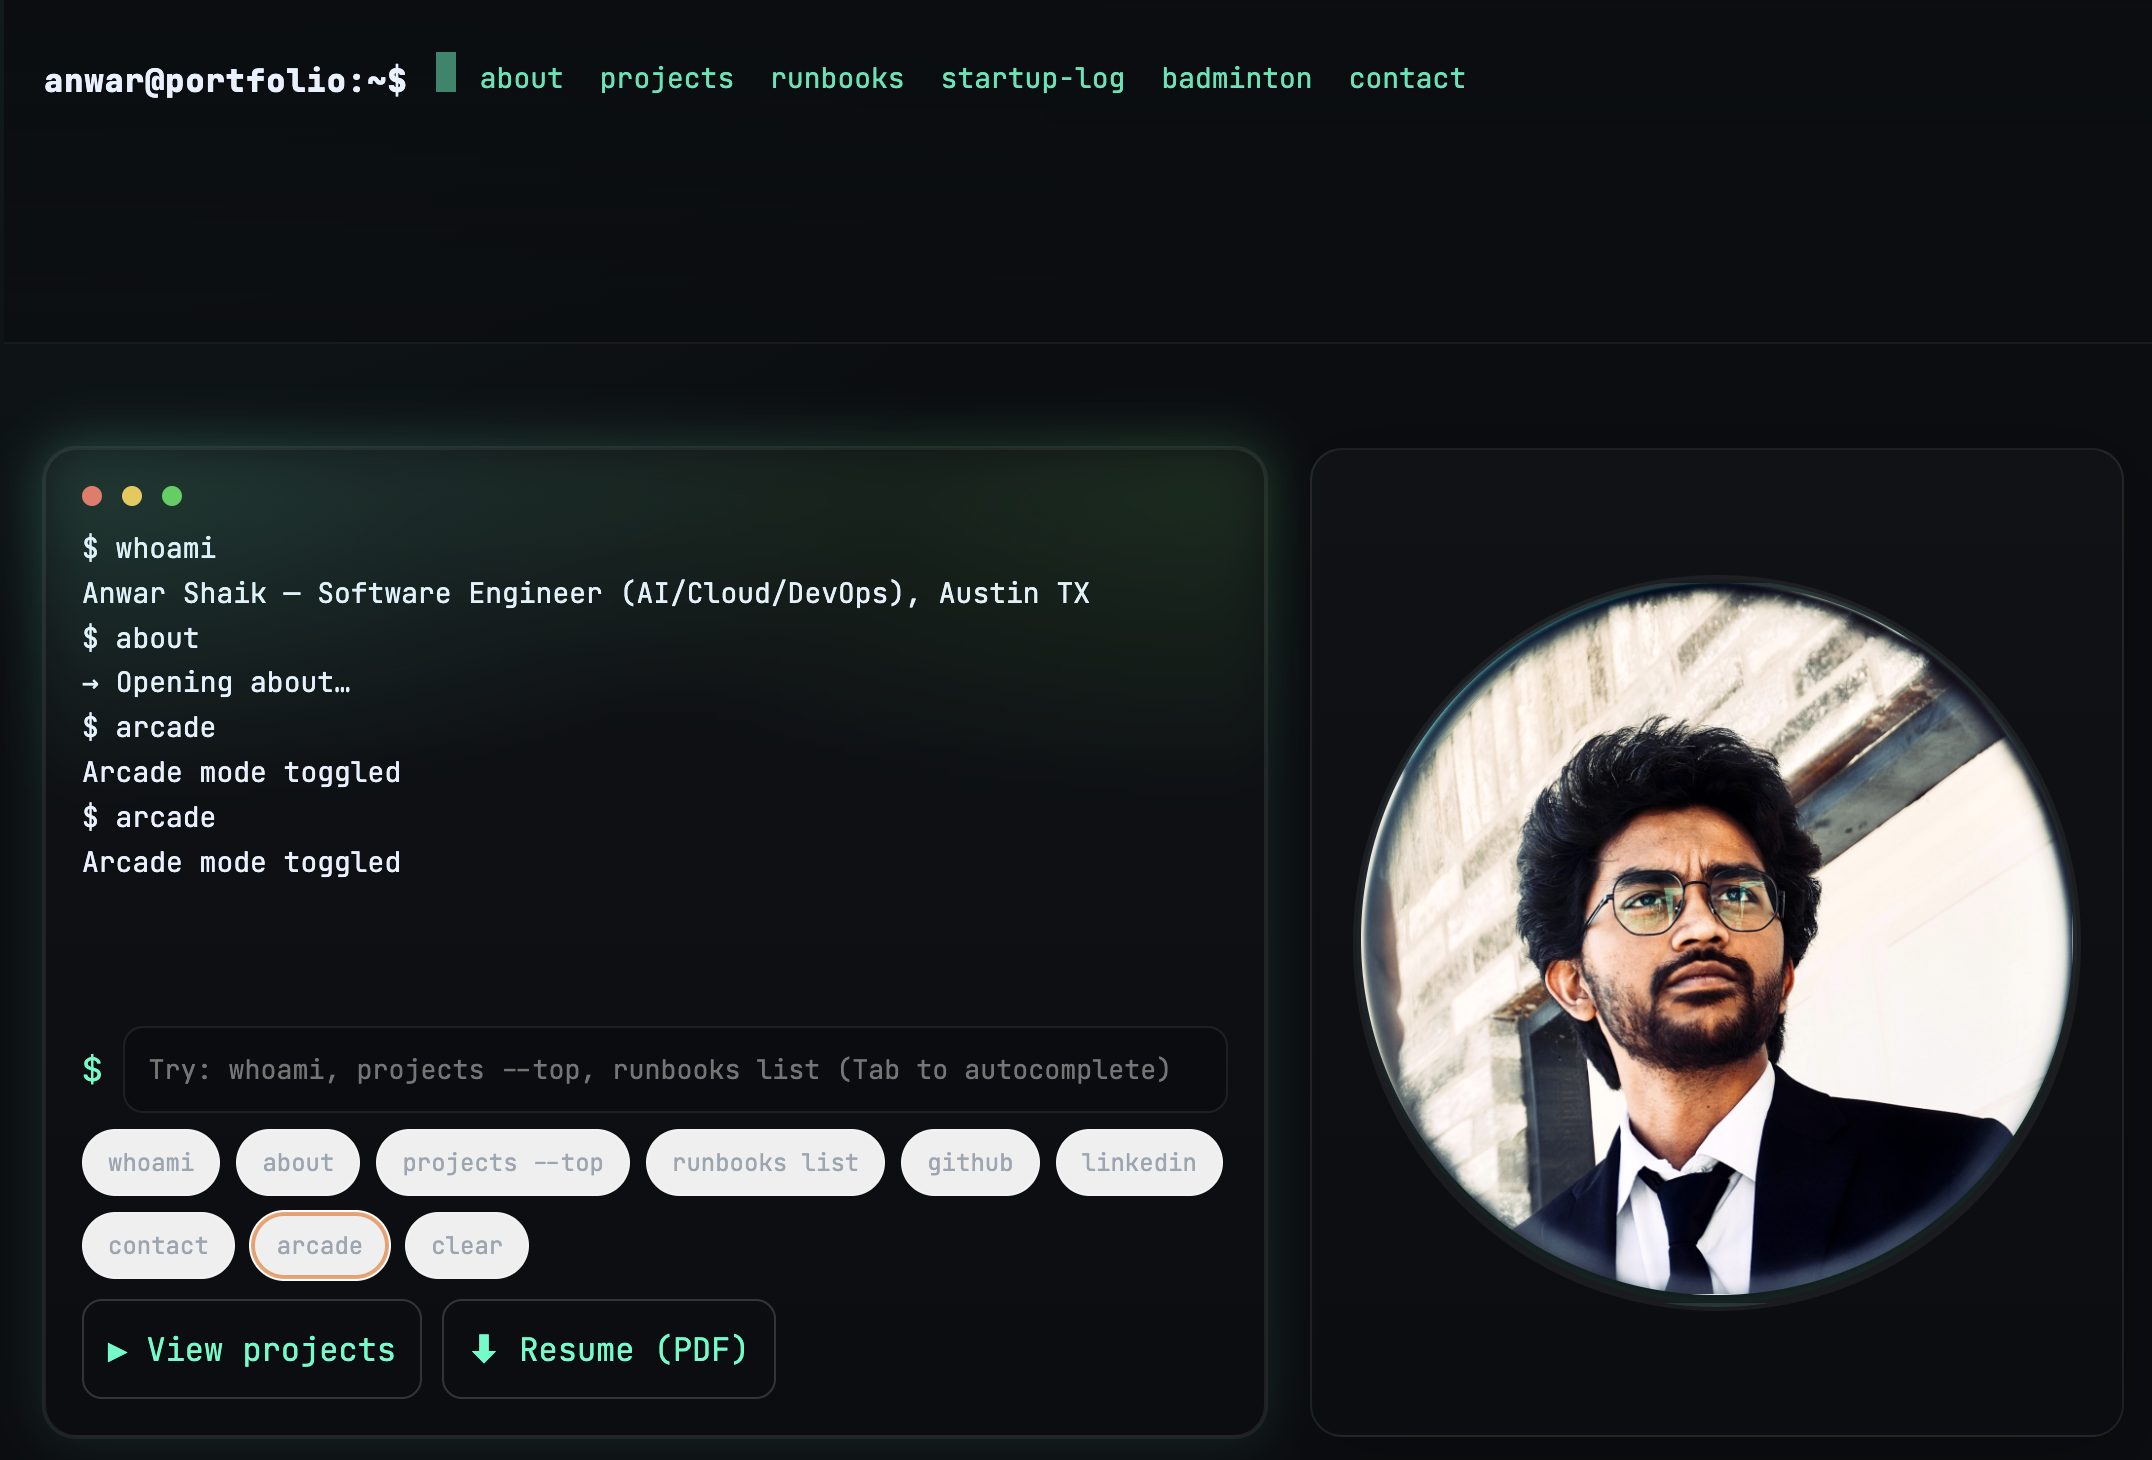 anwar@portfolio:~$ about projects runbooks startup-log badminton contact
$ whoami
Anwar Shaik — Software Engineer (AI/Cloud/DevOps), Austin TX
$ about
→ Opening about…
$ arcade
Arcade mode toggled
$ arcade
Arcade mode toggled
$ Try: whoami, projects --top, runbooks list (Tab to autocomplete)
whoami about projects --top runbooks list github linkedin
contact arcade clear
▶ View projects ⬇ Resume (PDF)